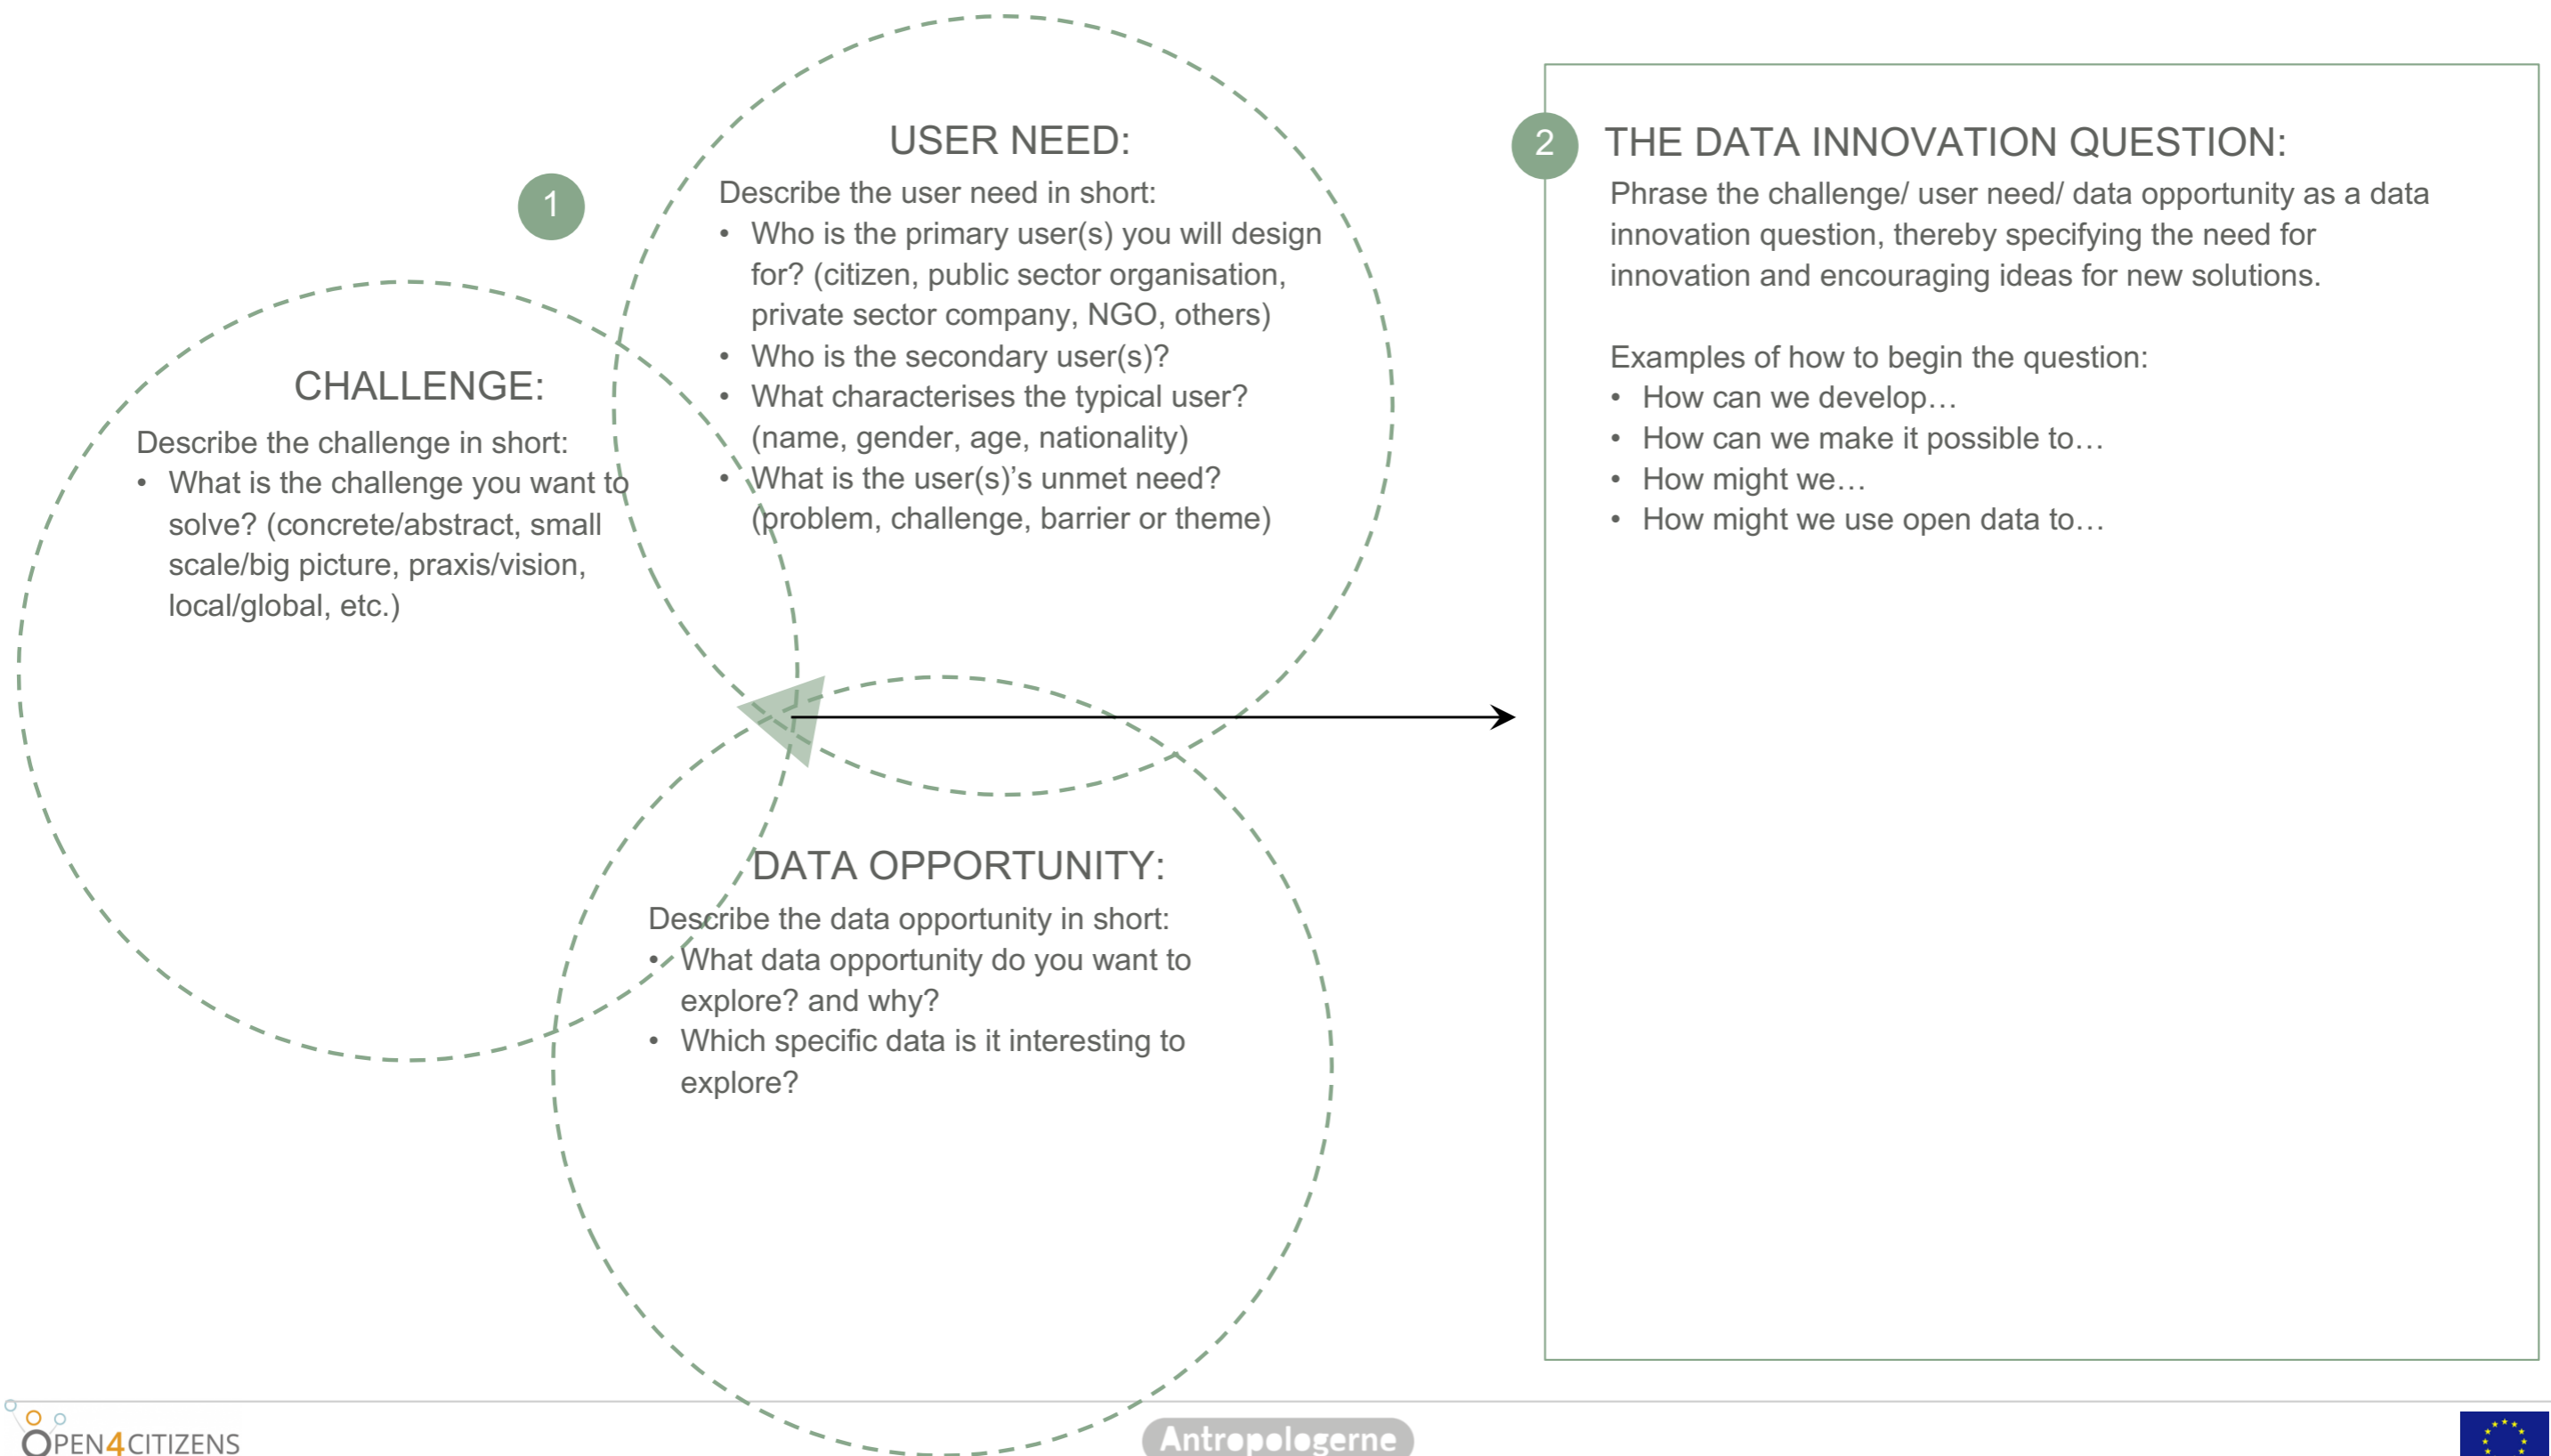 1
USER NEED:
Describe the user need in short:
• Who is the primary user(s) you will design
for? (citizen, public sector organisation,
private sector company, NGO, others)
• Who is the secondary user(s)?
• What characterises the typical user?
(name, gender, age, nationality)
• What is the user(s)'s unmet need?
(problem, challenge, barrier or theme)
CHALLENGE:
Describe the challenge in short:
• What is the challenge you want to
solve? (concrete/abstract, small
scale/big picture, praxis/vision,
local/global, etc.)
DATA OPPORTUNITY:
Describe the data opportunity in short:
• What data opportunity do you want to
explore? and why?
• Which specific data is it interesting to
explore?
2
THE DATA INNOVATION QUESTION:
Phrase the challenge/ user need/ data opportunity as a data
innovation question, thereby specifying the need for
innovation and encouraging ideas for new solutions.
Examples of how to begin the question:
• How can we develop…
• How can we make it possible to…
• How might we…
• How might we use open data to…
OPEN4CITIZENS
Antropologerne